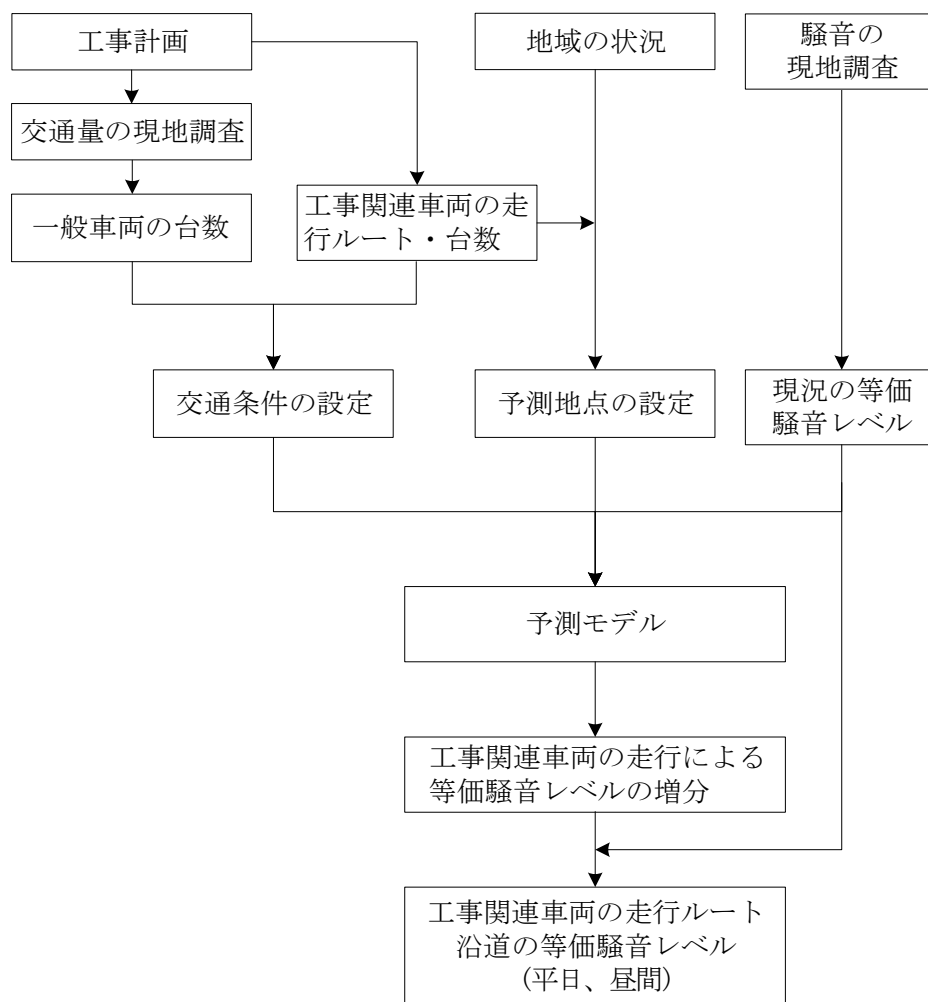 工事計画
地域の状況
騒音の
現地調査
交通量の現地調査
一般車両の台数
工事関連車両の走
行ルート・台数
交通条件の設定
予測地点の設定
現況の等価
騒音レベル
予測モデル
工事関連車両の走行による
等価騒音レベルの増分
工事関連車両の走行ルート
沿道の等価騒音レベル
(平日、昼間)